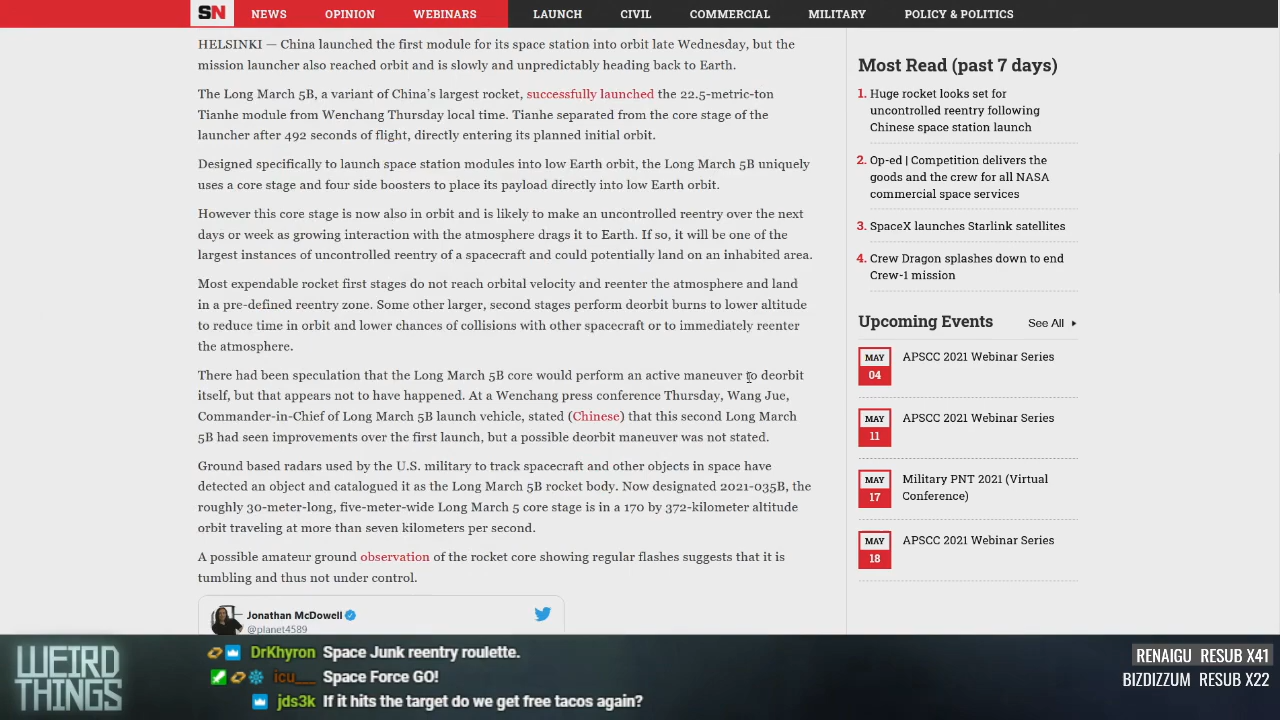 SN NEWS OPINION WEBINARS LAUNCH CIVIL COMMERCIAL MILITARY POLICY & POLITICS
HELSINKI — China launched the first module for its space station into orbit late Wednesday, but the
mission launcher also reached orbit and is slowly and unpredictably heading back to Earth.
The Long March 5B, a variant of China's largest rocket, successfully launched the 22.5-metric-ton
Tianhe module from Wenchang Thursday local time. Tianhe separated from the core stage of the
launcher after 492 seconds of flight, directly entering its planned initial orbit.
Designed specifically to launch space station modules into low Earth orbit, the Long March 5B uniquely
uses a core stage and four side boosters to place its payload directly into low Earth orbit.
However this core stage is now also in orbit and is likely to make an uncontrolled reentry over the next
days or week as growing interaction with the atmosphere drags it to Earth. If so, it will be one of the
largest instances of uncontrolled reentry of a spacecraft and could potentially land on an inhabited area.
Most expendable rocket first stages do not reach orbital velocity and reenter the atmosphere and land
in a pre-defined reentry zone. Some other larger, second stages perform deorbit burns to lower altitude
to reduce time in orbit and lower chances of collisions with other spacecraft or to immediately reenter
the atmosphere.
There had been speculation that the Long March 5B core would perform an active maneuver to deorbit
itself, but that appears not to have happened. At a Wenchang press conference Thursday, Wang Jue,
Commander-in-Chief of Long March 5B launch vehicle, stated (Chinese) that this second Long March
5B had seen improvements over the first launch, but a possible deorbit maneuver was not stated.
Ground based radars used by the U.S. military to track spacecraft and other objects in space have
detected an object and catalogued it as the Long March 5B rocket body. Now designated 2021-035B, the
roughly 30-meter-long, five-meter-wide Long March 5 core stage is in a 170 by 372-kilometer altitude
orbit traveling at more than seven kilometers per second.
A possible amateur ground observation of the rocket core showing regular flashes suggests that it is
tumbling and thus not under control.
Jonathan McDowell
@planet4589
Most Read (past 7 days)
1. Huge rocket looks set for
uncontrolled reentry following
Chinese space station launch
2. Op-ed | Competition delivers the
goods and the crew for all NASA
commercial space services
3. SpaceX launches Starlink satellites
4. Crew Dragon splashes down to end
Crew-1 mission
Upcoming Events See All
MAY
04
APSCC 2021 Webinar Series
MAY
11
APSCC 2021 Webinar Series
MAY
17
Military PNT 2021 (Virtual
Conference)
MAY
18
APSCC 2021 Webinar Series
WEIRD
THINGS
DrKhyron Space Junk reentry roulette.
icu__ Space Force GO!
jds3k If it hits the target do we get free tacos again?
RENAIGU RESUB X41
BIZDIZZUM RESUB X22